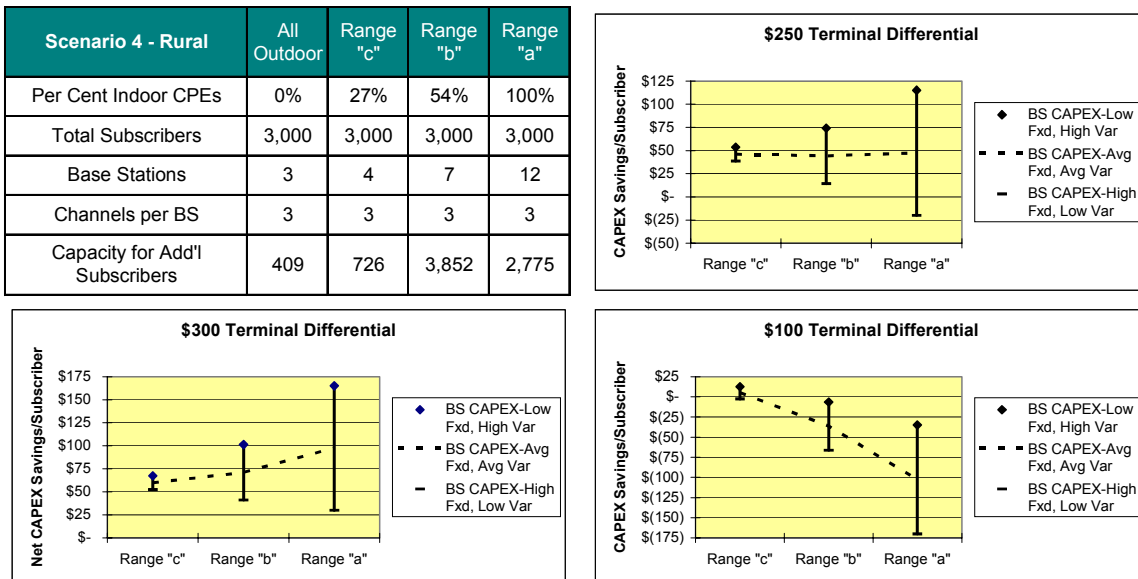 Scenario 4 - Rural
All Outdoor
Range "c"
Range "b"
Range "a"
Per Cent Indoor CPEs 0% 27% 54% 100%
Total Subscribers 3,000 3,000 3,000 3,000
Base Stations 3 4 7 12
Channels per BS 3 3 3 3
Capacity for Add'l Subscribers 409 726 3,852 2,775
$250 Terminal Differential
CAPEX Savings/Subscriber
$125
$100
$75
$50
$25
$-
$(25)
$(50)
Range "c" Range "b" Range "a"
BS CAPEX-Low
Fxd, High Var
BS CAPEX-Avg
Fxd, Avg Var
BS CAPEX-High
Fxd, Low Var
$300 Terminal Differential
Net CAPEX Savings/Subscriber
$175
$150
$125
$100
$75
$50
$25
$-
Range "c" Range "b" Range "a"
BS CAPEX-Low
Fxd, High Var
BS CAPEX-Avg
Fxd, Avg Var
BS CAPEX-High
Fxd, Low Var
$100 Terminal Differential
CAPEX Savings/Subscriber
$25
$-
$(25)
$(50)
$(75)
$(100)
$(125)
$(150)
$(175)
Range "c" Range "b" Range "a"
BS CAPEX-Low
Fxd, High Var
BS CAPEX-Avg
Fxd, Avg Var
BS CAPEX-High
Fxd, Low Var